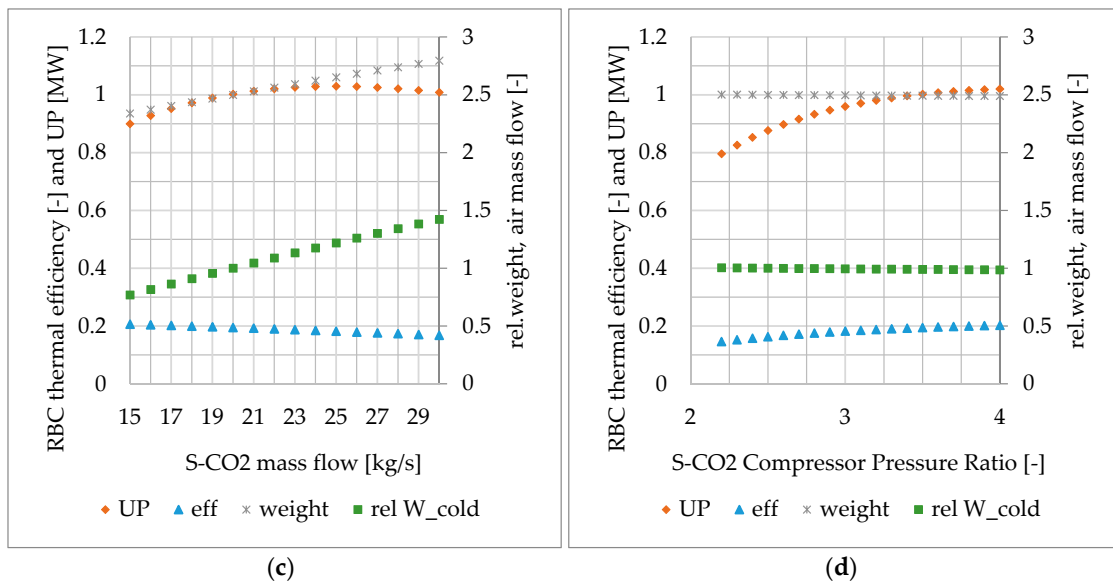 RBC thermal efficiency [-] and UP [MW]
1.2
1
0.8
0.6
0.4
0.2
0
3
2.5
2
1.5
1
0.5
0
rel.weight, air mass flow [-]
15 17 19 21 23 25 27 29
S-CO2 mass flow [kg/s]
UP eff weight rel W_cold
(c)
RBC thermal efficiency [-] and UP [MW]
1.2
1
0.8
0.6
0.4
0.2
0
3
2.5
2
1.5
1
0.5
0
rel.weight, air mass flow [-]
2 3 4
S-CO2 Compressor Pressure Ratio [-]
UP eff weight rel W_cold
(d)